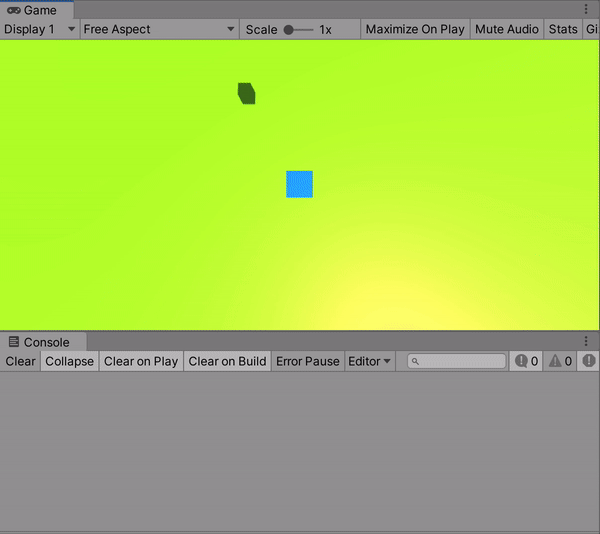 Game
Display 1 Free Aspect Scale 1x Maximize On Play Mute Audio Stats Gi
Console
Clear Collapse Clear on Play Clear on Build Error Pause Editor 0 0